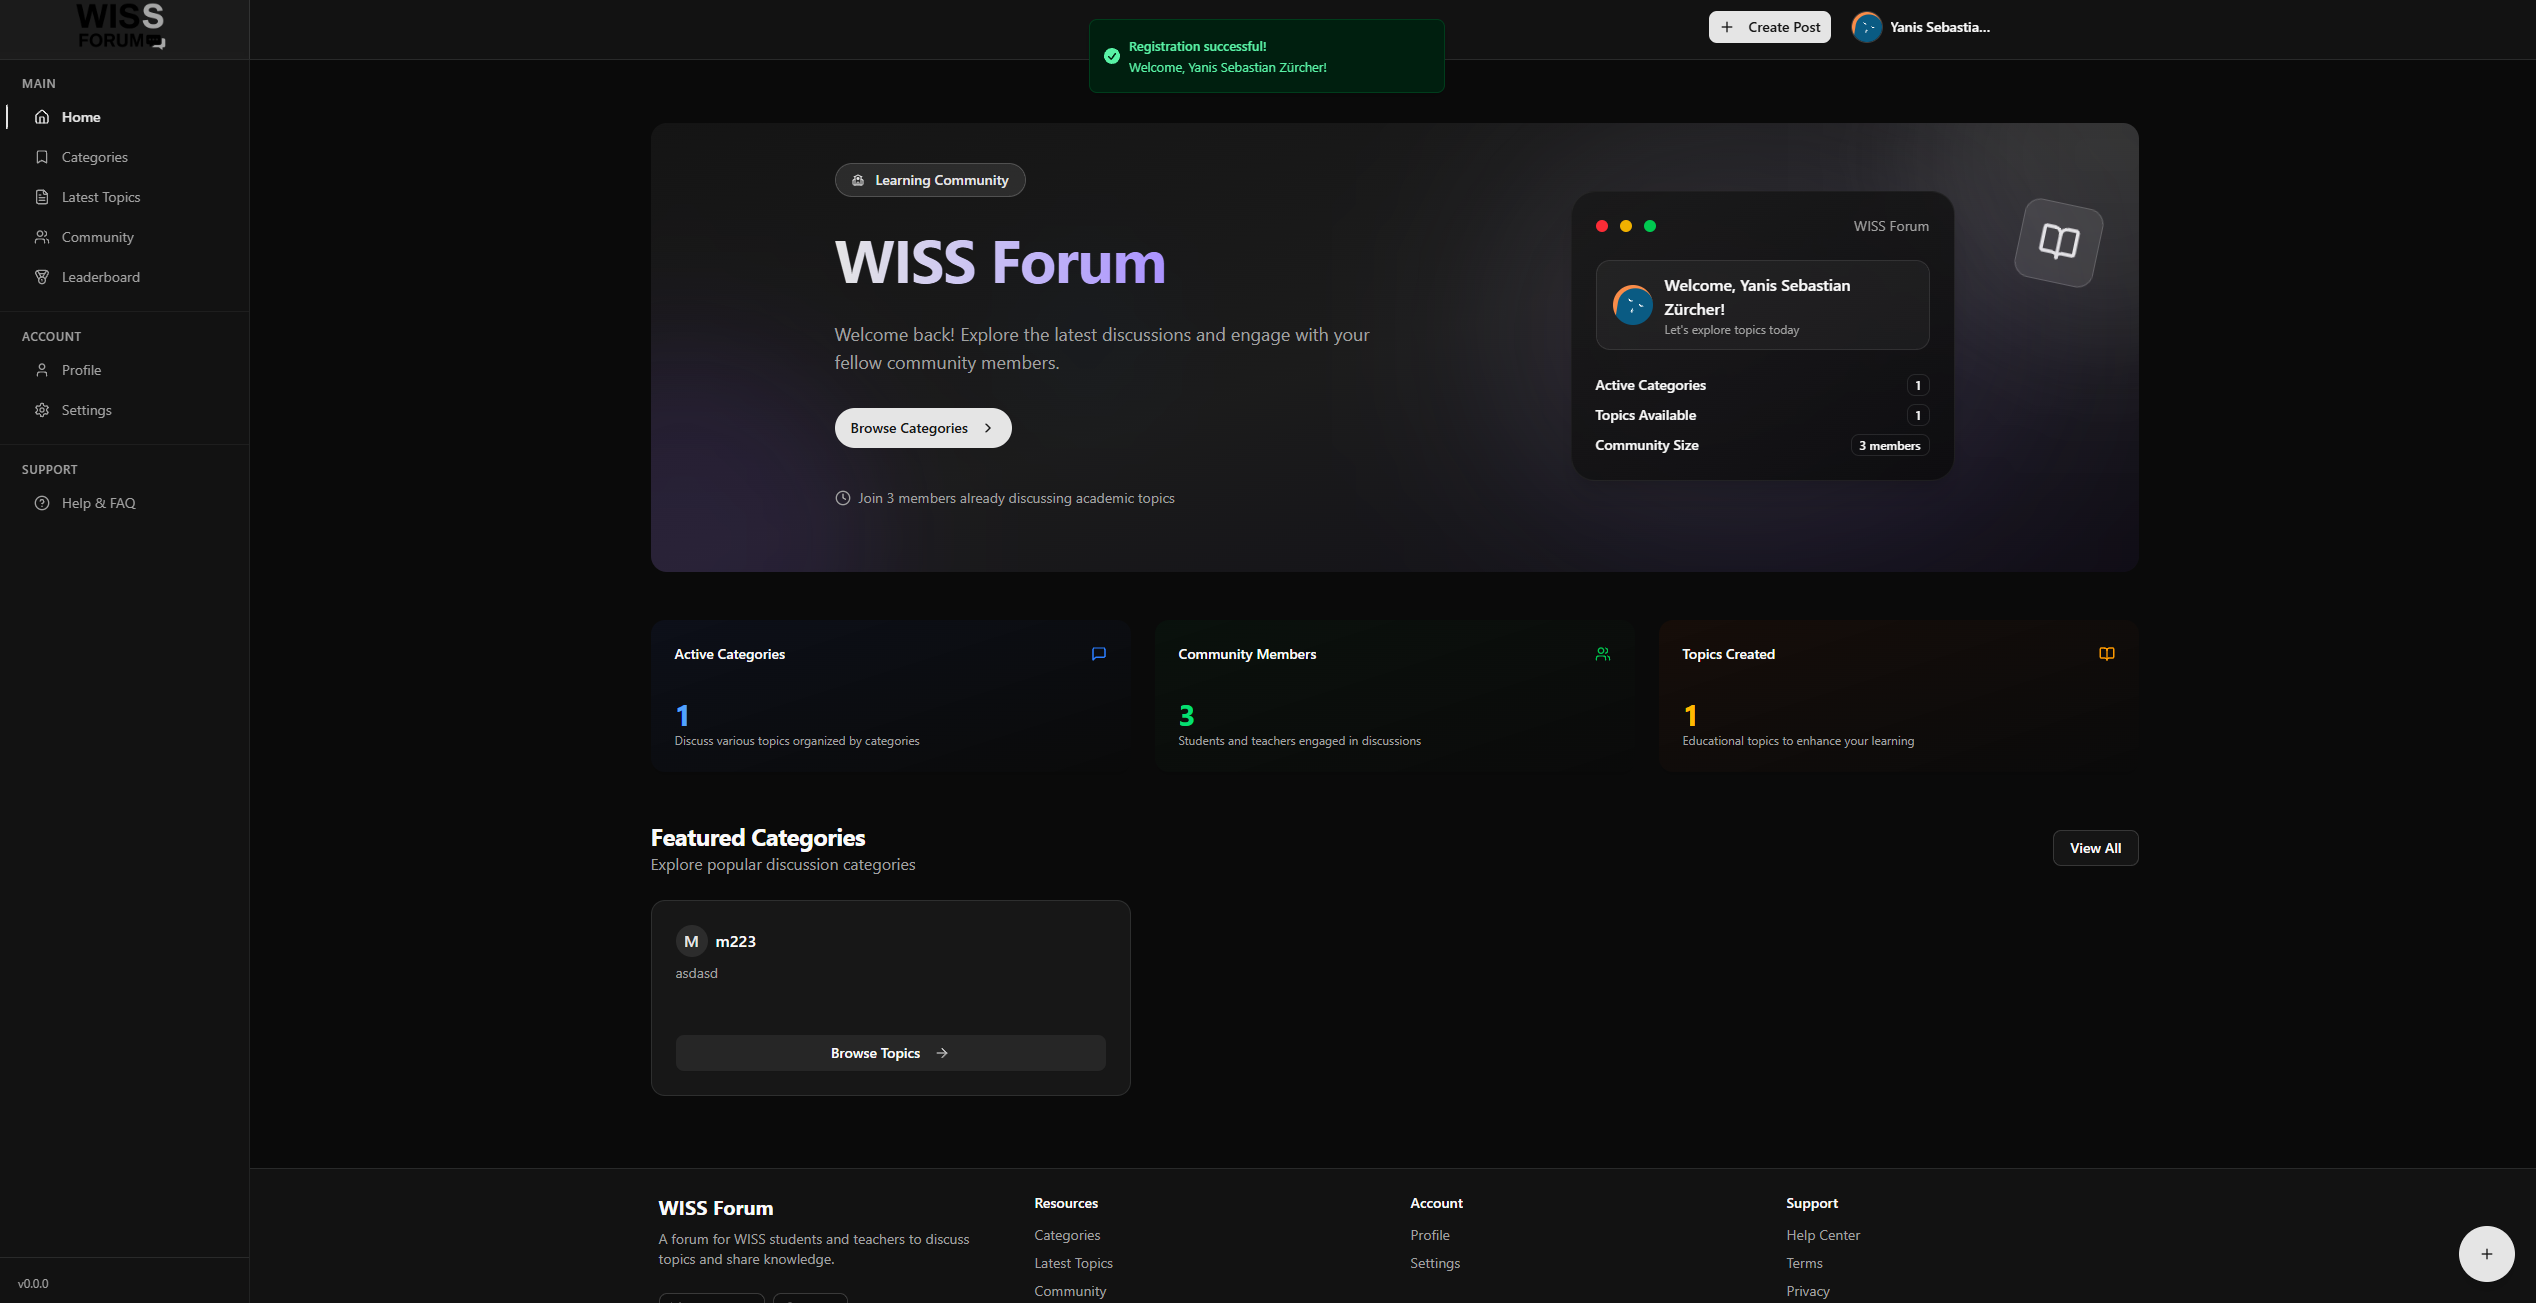 WISS
FORUM
MAIN
Home
Categories
Latest Topics
Community
Leaderboard
ACCOUNT
Profile
Settings
SUPPORT
Help & FAQ
v0.0.0
Registration successful!
Welcome, Yanis Sebastian Zürcher!
Create Post
Yanis Sebastia...
Learning Community
WISS Forum
Welcome back! Explore the latest discussions and engage with your
fellow community members.
Browse Categories
Join 3 members already discussing academic topics
WISS Forum
Welcome, Yanis Sebastian
Zürcher!
Let's explore topics today
Active Categories 1
Topics Available 1
Community Size 3 members
Active Categories
1
Discuss various topics organized by categories
Community Members
3
Students and teachers engaged in discussions
Topics Created
1
Educational topics to enhance your learning
Featured Categories
Explore popular discussion categories
View All
M m223
asdasd
Browse Topics
WISS Forum
A forum for WISS students and teachers to discuss
topics and share knowledge.
Resources
Categories
Latest Topics
Community
Account
Profile
Settings
Support
Help Center
Terms
Privacy